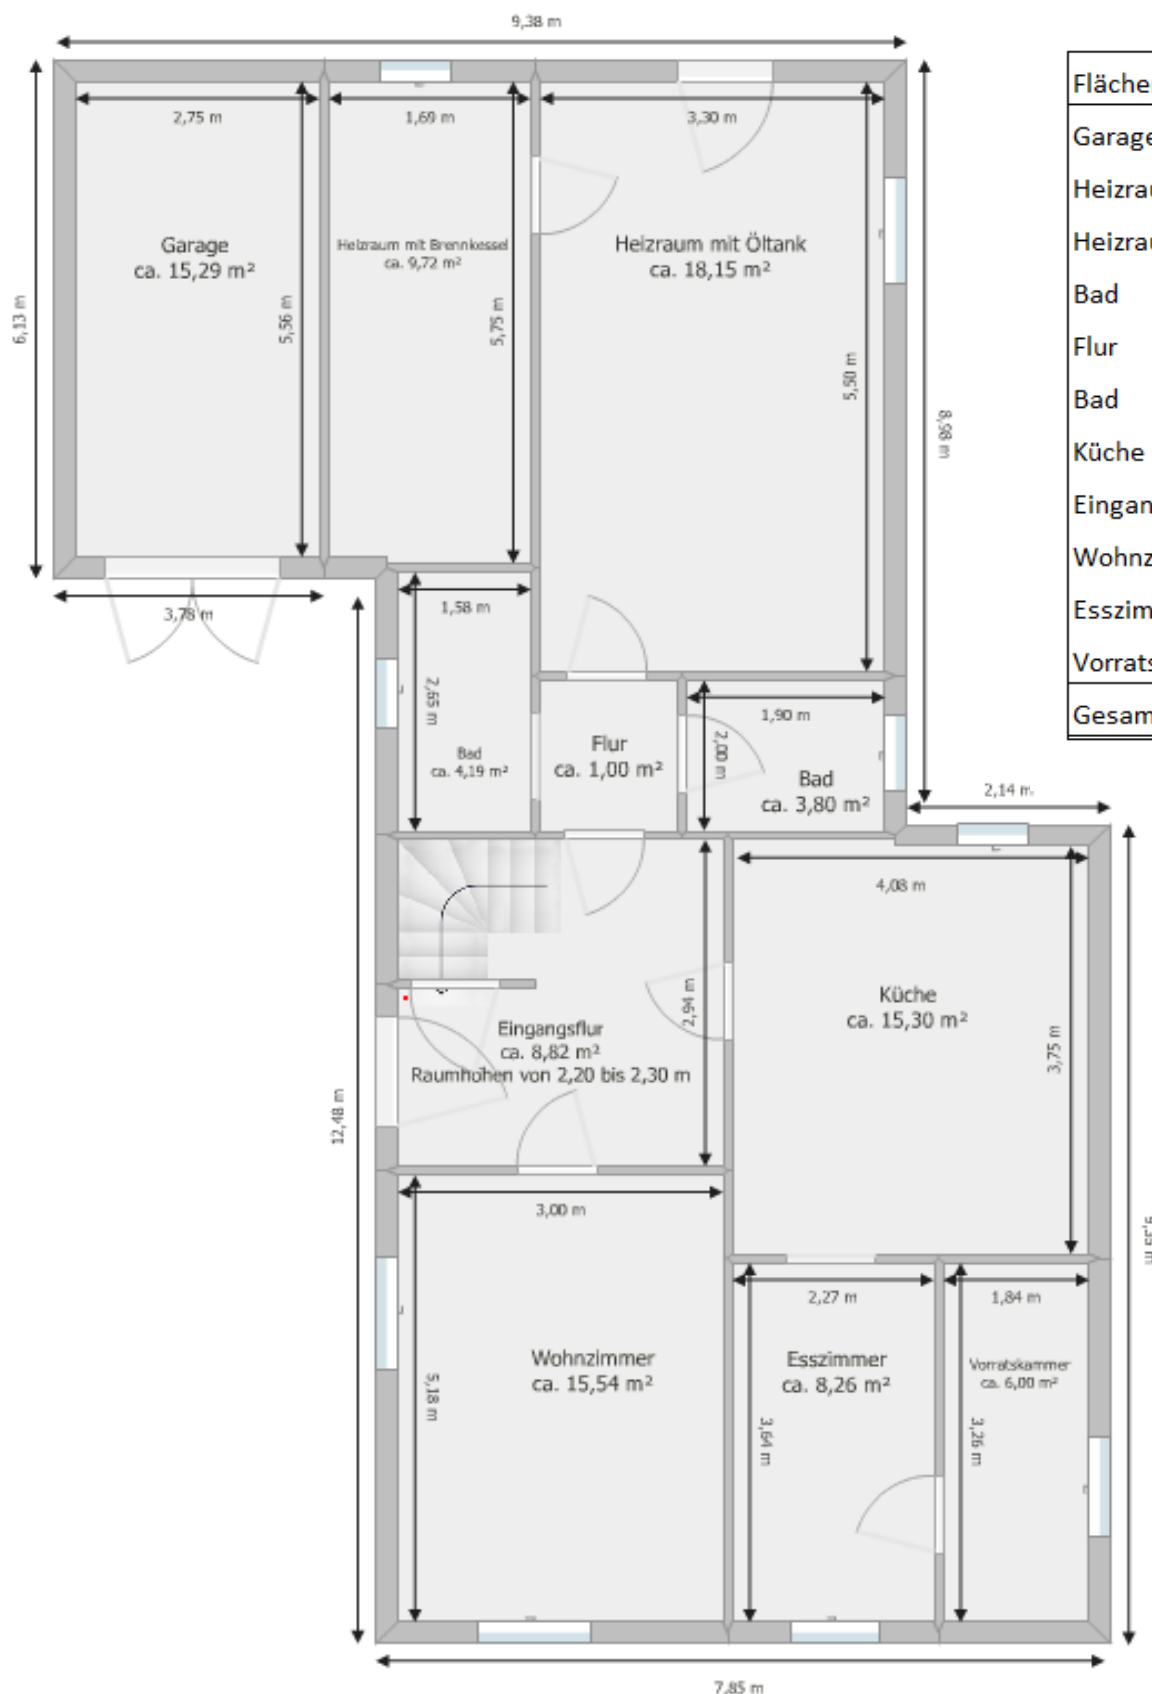 9,38 m
2,75 m
1,69 m
3,30 m
Garage
ca. 15,29 m²
Heizraum mit Brennkessel
ca. 9,72 m²
Heizraum mit Öltank
ca. 18,15 m²
6,13 m
5,56 m
5,75 m
5,50 m
8,98 m
3,78 m
1,58 m
2,65 m
Bad
ca. 4,19 m²
Flur
ca. 1,00 m²
1,90 m
2,00 m
Bad
ca. 3,80 m²
2,14 m
4,08 m
Küche
ca. 15,30 m²
3,75 m
2,94 m
Eingangsflur
ca. 8,82 m²
Raumhöhen von 2,20 bis 2,30 m
12,48 m
3,00 m
Wohnzimmer
ca. 15,54 m²
5,18 m
2,27 m
Esszimmer
ca. 8,26 m²
3,64 m
1,84 m
Vorratskammer
ca. 6,00 m²
3,26 m
7,85 m
Fläche
Garage
Heizrau
Heizrau
Bad
Flur
Bad
Küche
Eingan
Wohnz
Esszim
Vorrats
Gesam